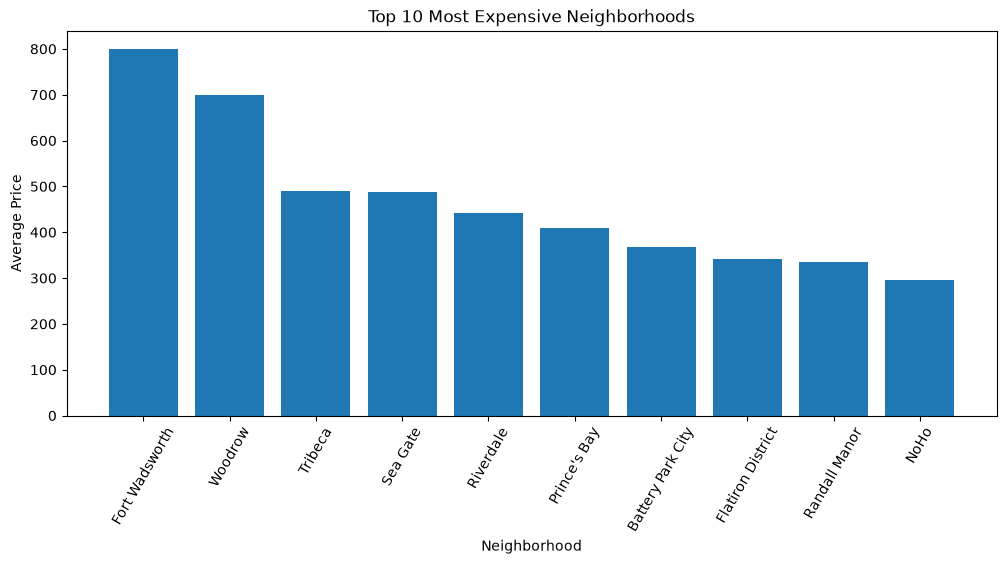 Top 10 Most Expensive Neighborhoods
Average Price
800
700
600
500
400
300
200
100
0
Fort Wadsworth
Woodrow
Tribeca
Sea Gate
Riverdale
Prince's Bay
Battery Park City
Flatiron District
Randall Manor
NoHo
Neighborhood